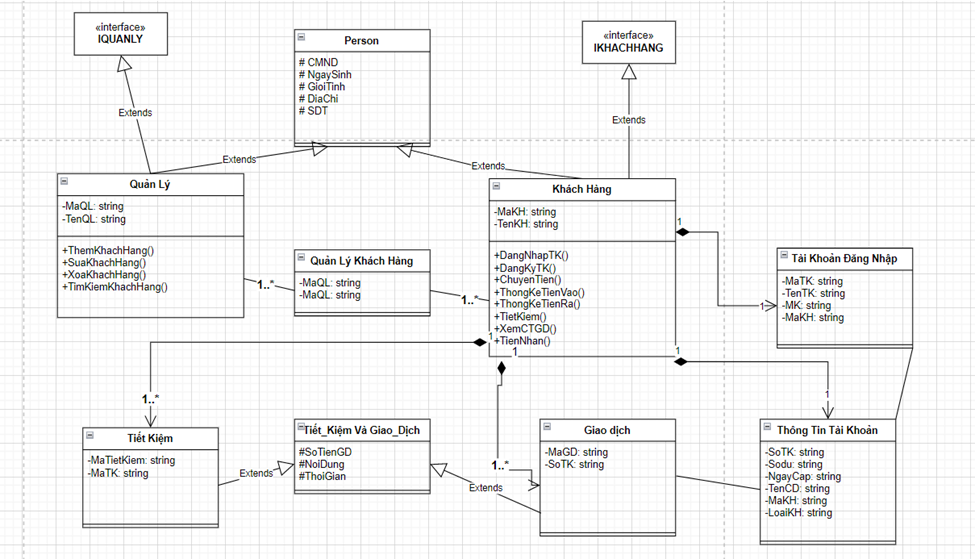 «interface»
IQUANLY
Extends
Person
# CMND
# NgaySinh
# GioiTinh
# DiaChi
# SDT
«interface»
IKHACHHANG
Extends
Extends
Extends
Quản Lý
-MaQL: string
-TenQL: string
+ThemKhachHang()
+SuaKhachHang()
+XoaKhachHang()
+TimKiemKhachHang()
1..*
Quản Lý Khách Hàng
-MaQL: string
-MaQL: string
1..*
Khách Hàng
-MaKH: string
-TenKH: string
+DangNhapTK()
+DangKyTK()
+ChuyenTien()
+ThongKeTienVao()
+ThongKeTienRa()
+TietKiem()
+XemCTGD()
+TienNhan()
1
1
1
1
1
Tài Khoản Đăng Nhập
-MaTK: string
-TenTK: string
-MK: string
-MaKH: string
1..*
Tiết Kiệm
-MaTietKiem: string
-MaTK: string
Extends
Tiết_Kiệm Và Giao_Dịch
#SoTienGD
#NoiDung
#ThoiGian
Extends
1..*
Giao dịch
-MaGD: string
-SoTK: string
1
Thông Tin Tài Khoản
-SoTK: string
-Sodu: string
-NgayCap: string
-TenCD: string
-MaKH: string
-LoaiKH: string